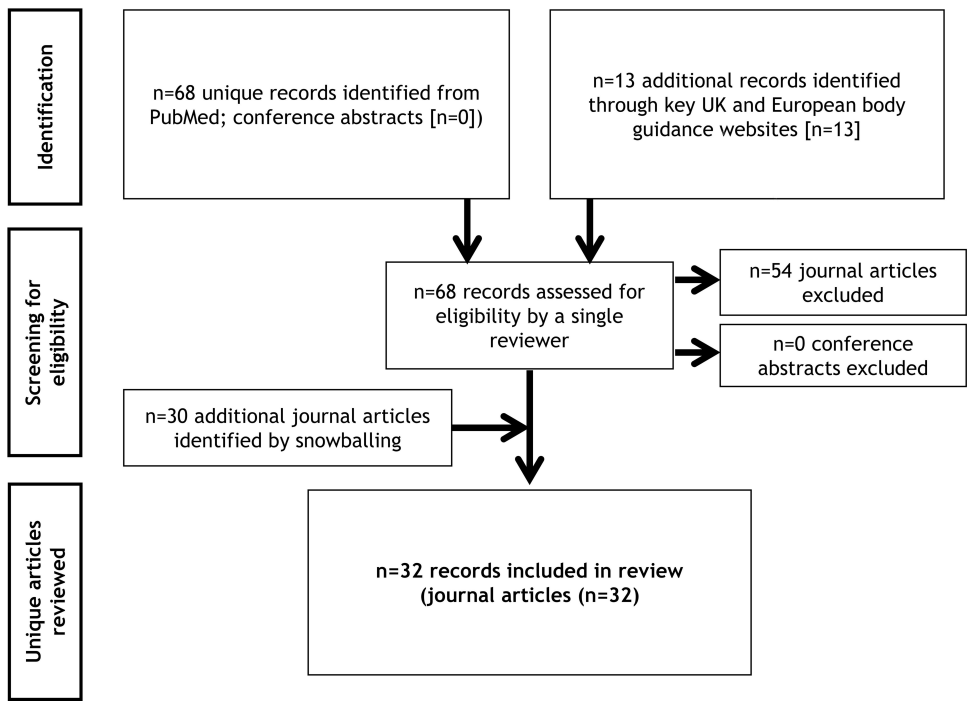 Identification
n=68 unique records identified from
PubMed; conference abstracts [n=0])
n=13 additional records identified
through key UK and European body
guidance websites [n=13]
Screening for
eligibility
n=68 records assessed for
eligibility by a single
reviewer
n=54 journal articles
excluded
n=0 conference
abstracts excluded
n=30 additional journal articles
identified by snowballing
Unique articles
reviewed
n=32 records included in review
(journal articles (n=32)